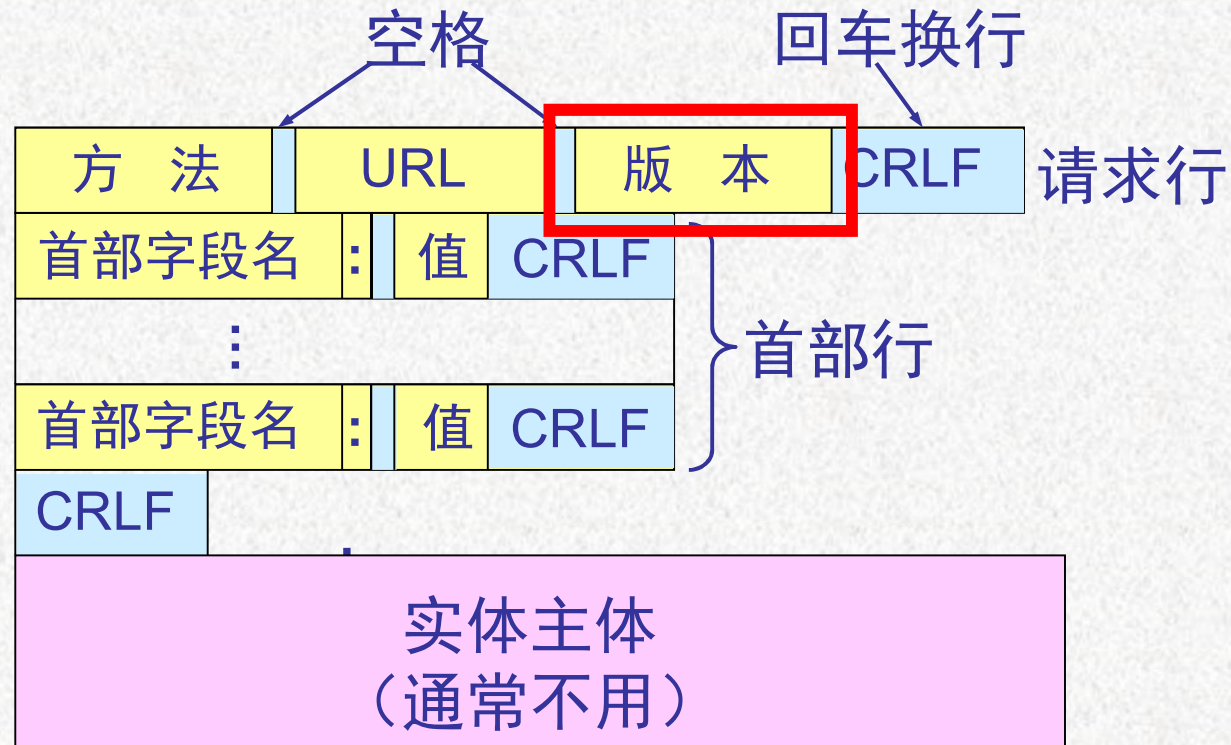 空格 回车换行
方 法 URL 版 本 CRLF 请求行
首部字段名 : 值 CRLF
⋮ 首部行
首部字段名 : 值 CRLF
CRLF
实体主体
（通常不用）